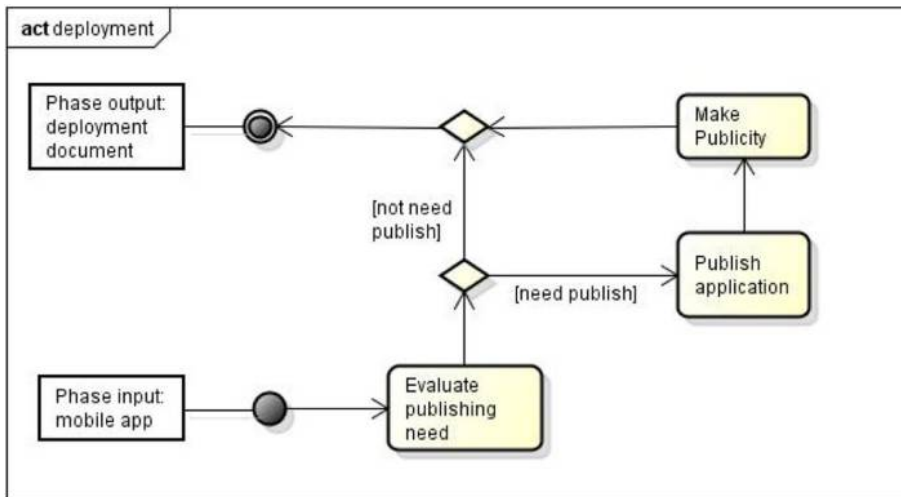 act deployment
Phase output:
deployment
document
Make
Publicity
[not need
publish]
Publish
application
[need publish]
Phase input:
mobile app
Evaluate
publishing
need